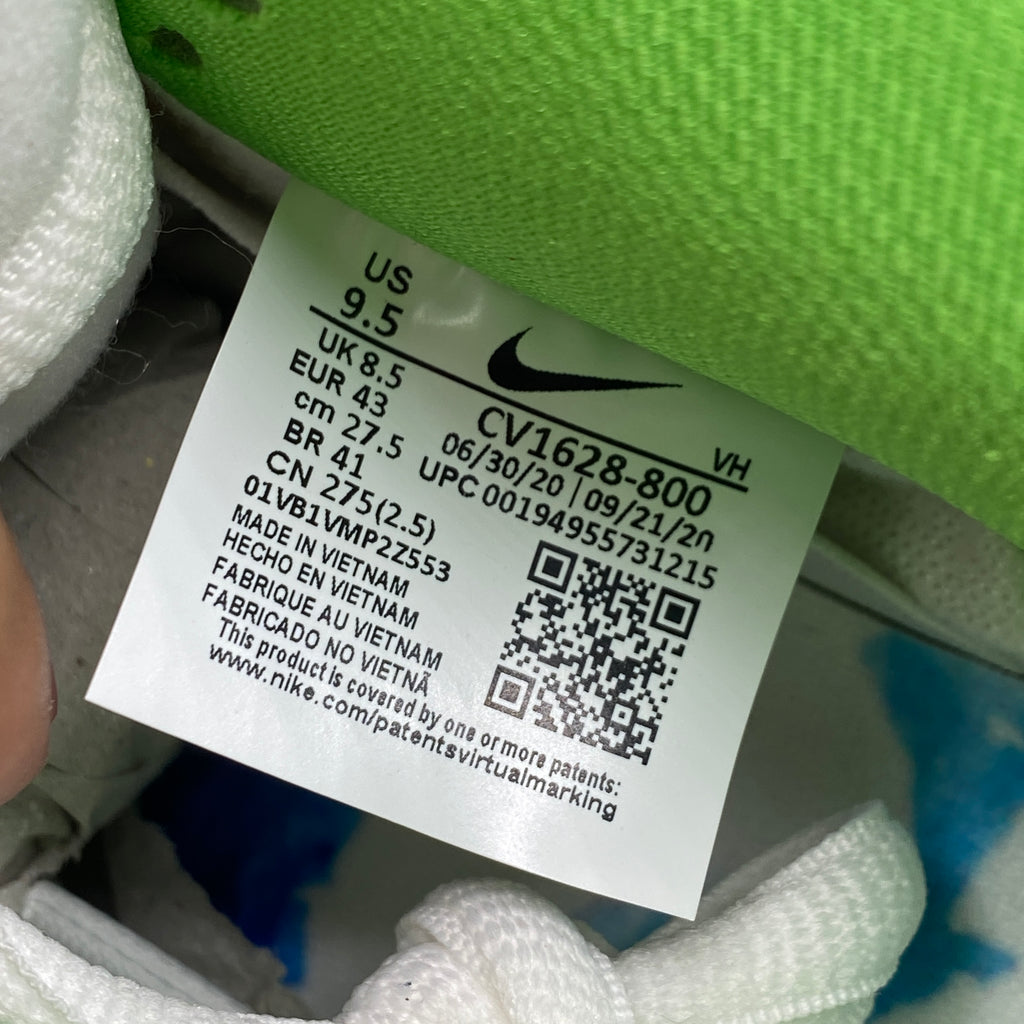 US
9.5
VH
UK 8.5
EUR 43
cm 27.5
BR 41
CN 275(2.5)
01VB1VMP2Z553
CV1628-800
06/30/20 | 09/21/20
UPC 00194955731215
MADE IN VIETNAM
HECHO EN VIETNAM
FABRIQUE AU VIETNAM
FABRICADO NO VIETNÃ
This product is covered by one or more patents:
www.nike.com/patentsvirtualmarking